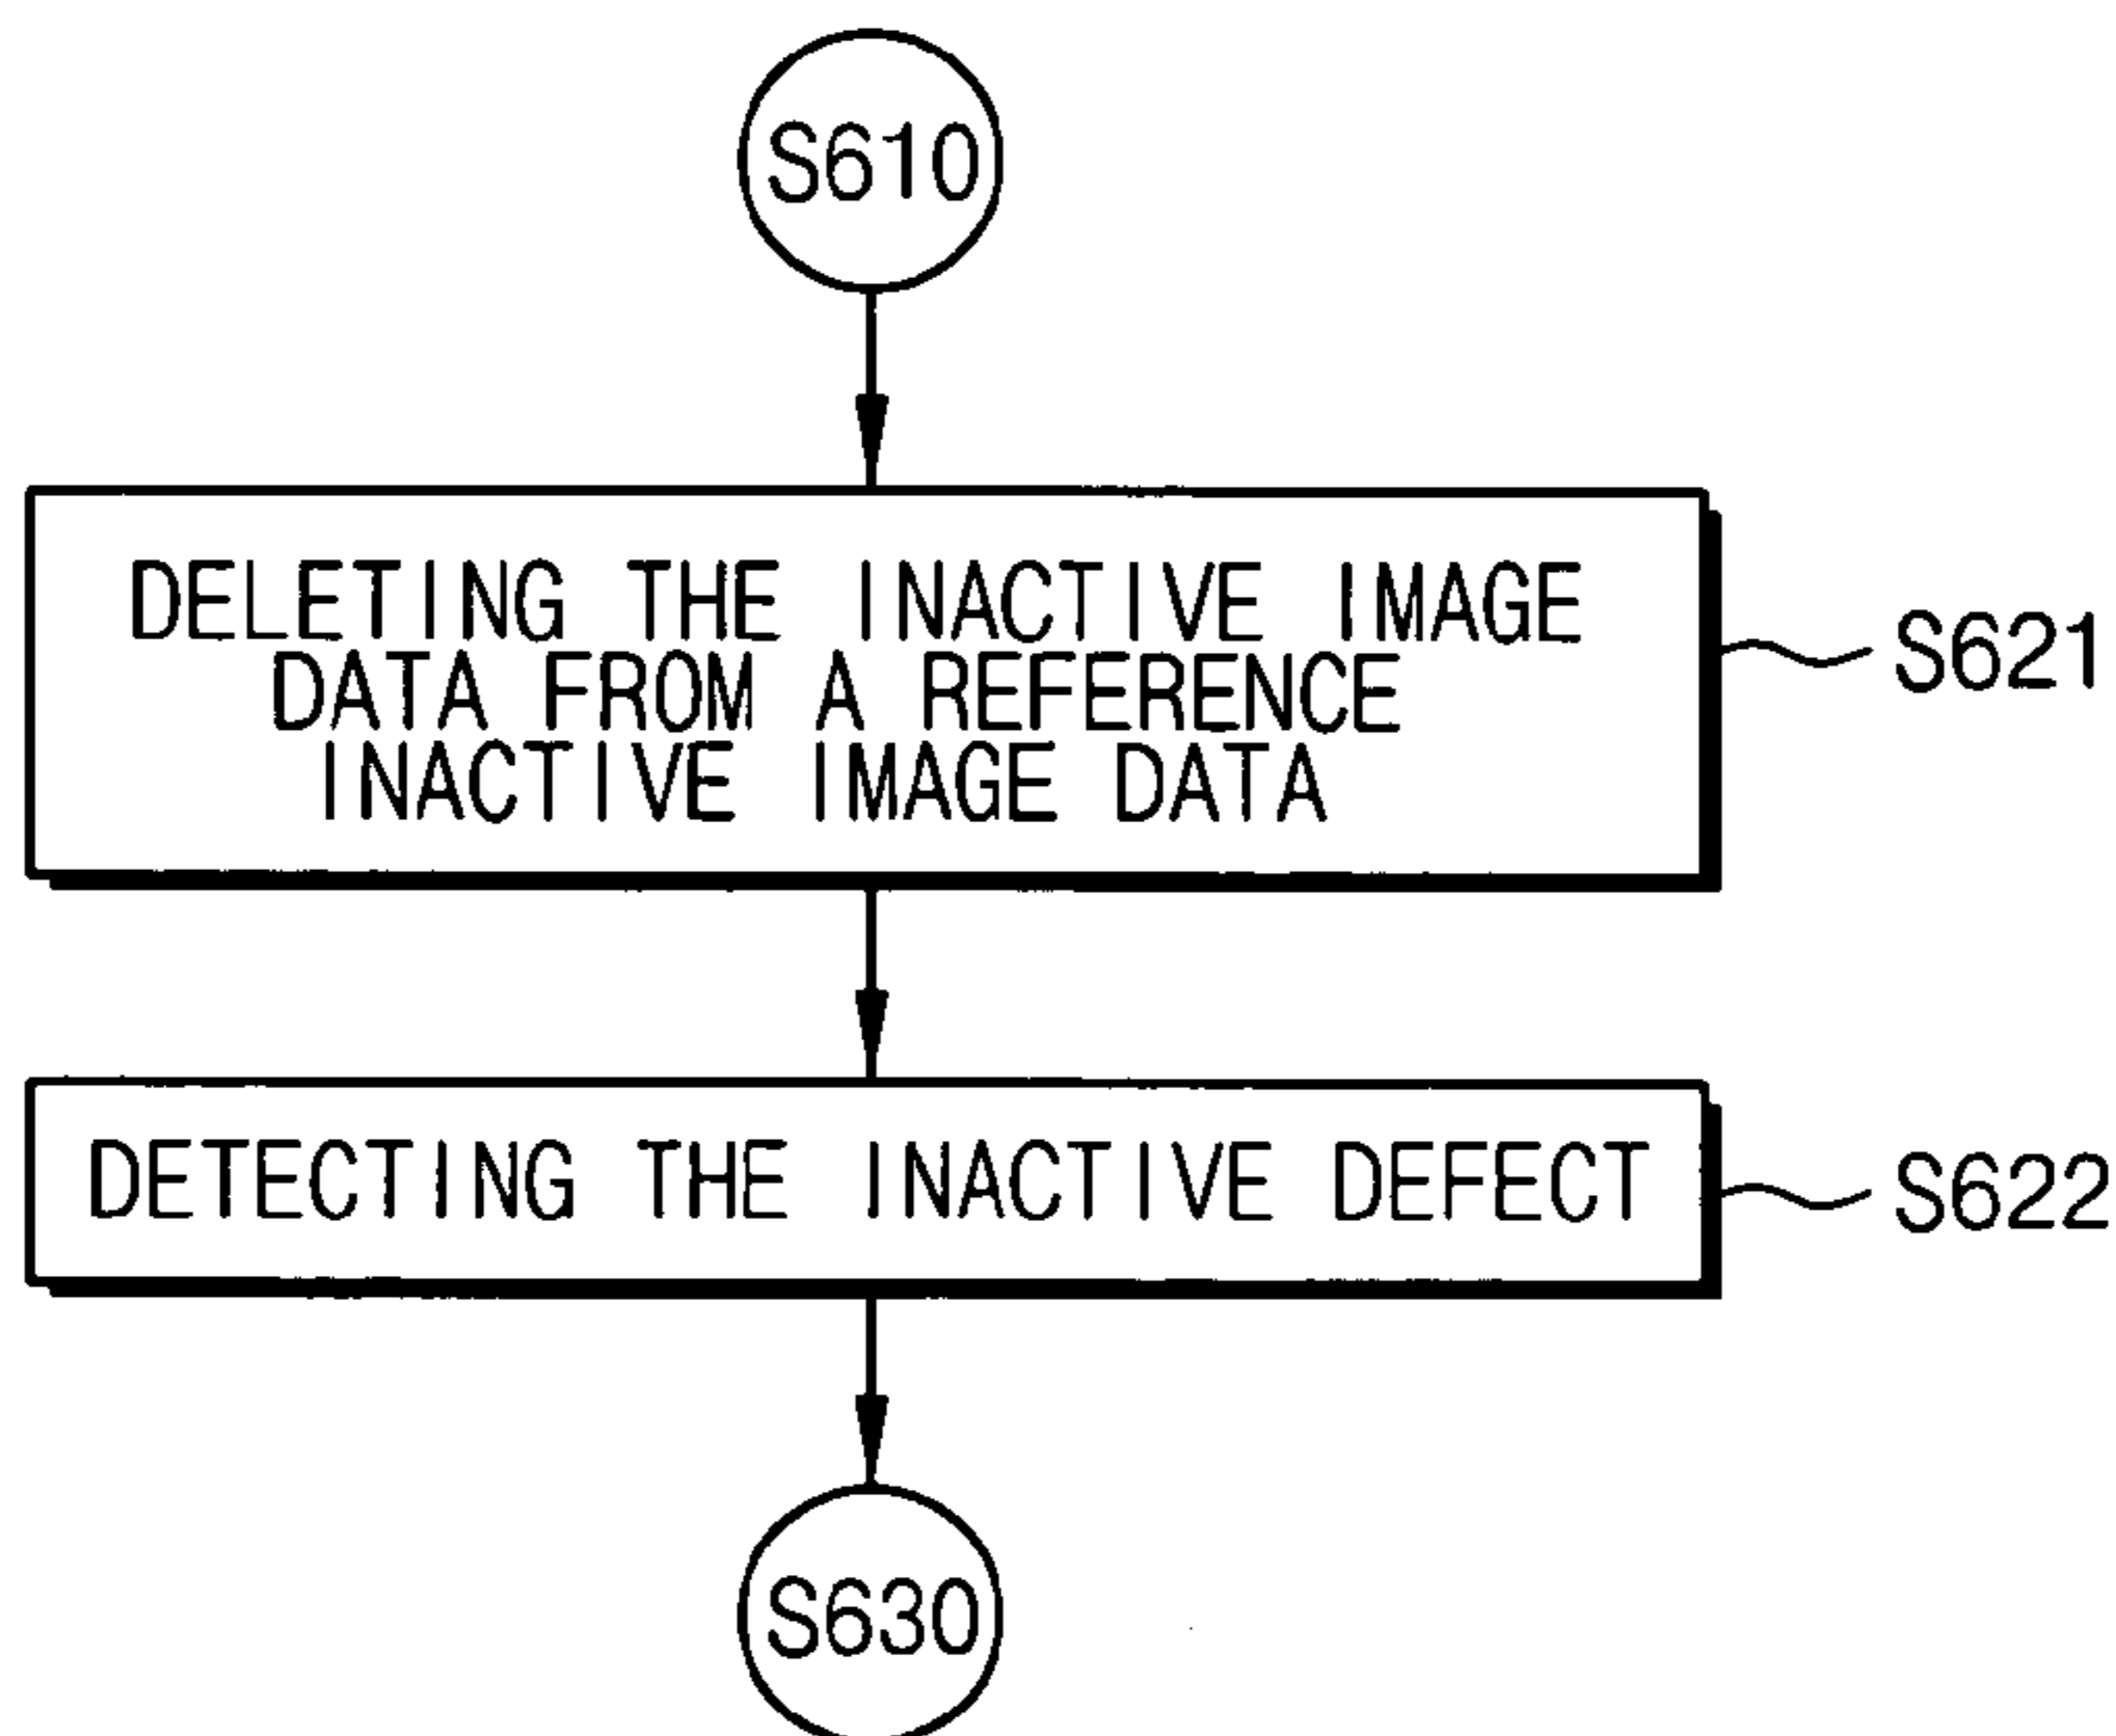 S610
DELETING THE INACTIVE IMAGE
DATA FROM A REFERENCE
INACTIVE IMAGE DATA
S621
DETECTING THE INACTIVE DEFECT
S622
S630